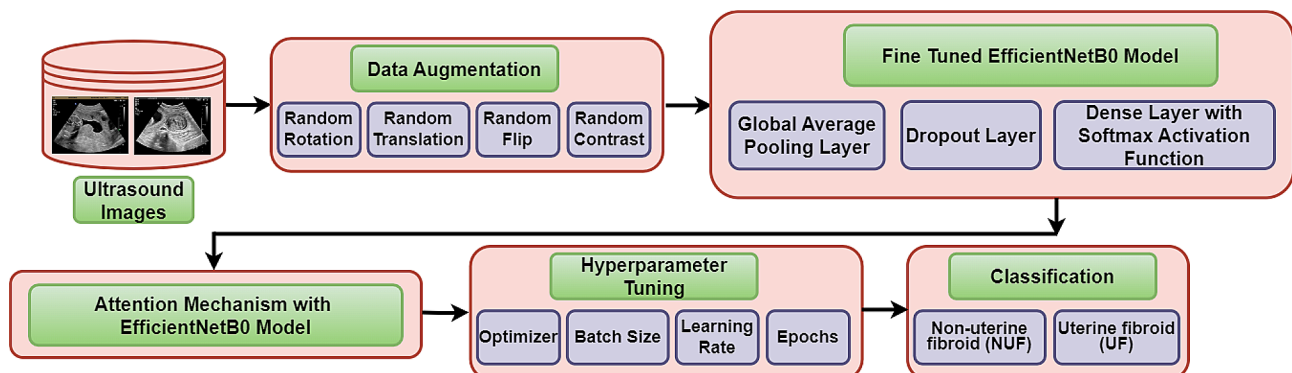 Ultrasound
Images
Data Augmentation
Random
Rotation
Random
Translation
Random
Flip
Random
Contrast
Fine Tuned EfficientNetB0 Model
Global Average
Pooling Layer
Dropout Layer
Dense Layer with
Softmax Activation
Function
Attention Mechanism with
EfficientNetB0 Model
Hyperparameter
Tuning
Optimizer
Batch Size
Learning
Rate
Epochs
Classification
Non-uterine
fibroid (NUF)
Uterine fibroid
(UF)